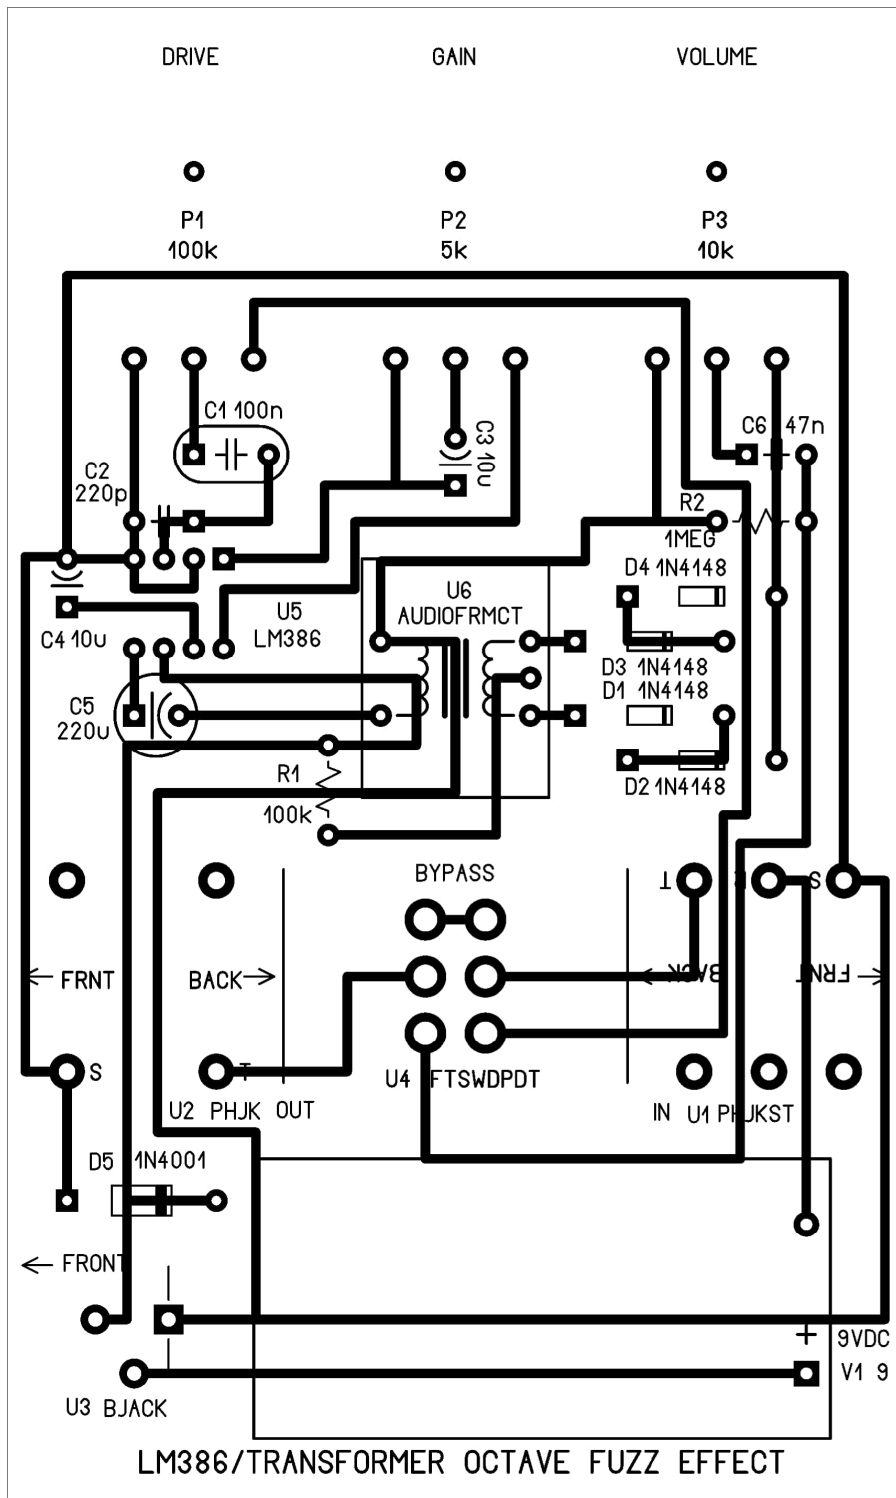 DRIVE GAIN VOLUME
P1 P2 P3
100k 5k 10k
C1 100n
C3 10u
C6 47n
C2
220p
R2
1MEG
D4 1N4148
U6
AUDIOFRMCT
U5
LM386
C4 10u
D3 1N4148
D1 1N4148
C5
220u
R1
100k
D2 1N4148
BYPASS
T S
FRNT BACK BACK FRNT
S T
U4 FTSWDPDT
U2 PHJK OUT
IN U1 PHJKST
D5 1N4001
FRONT
+ 9VDC
V1 9
U3 BJACK
LM386/TRANSFORMER OCTAVE FUZZ EFFECT